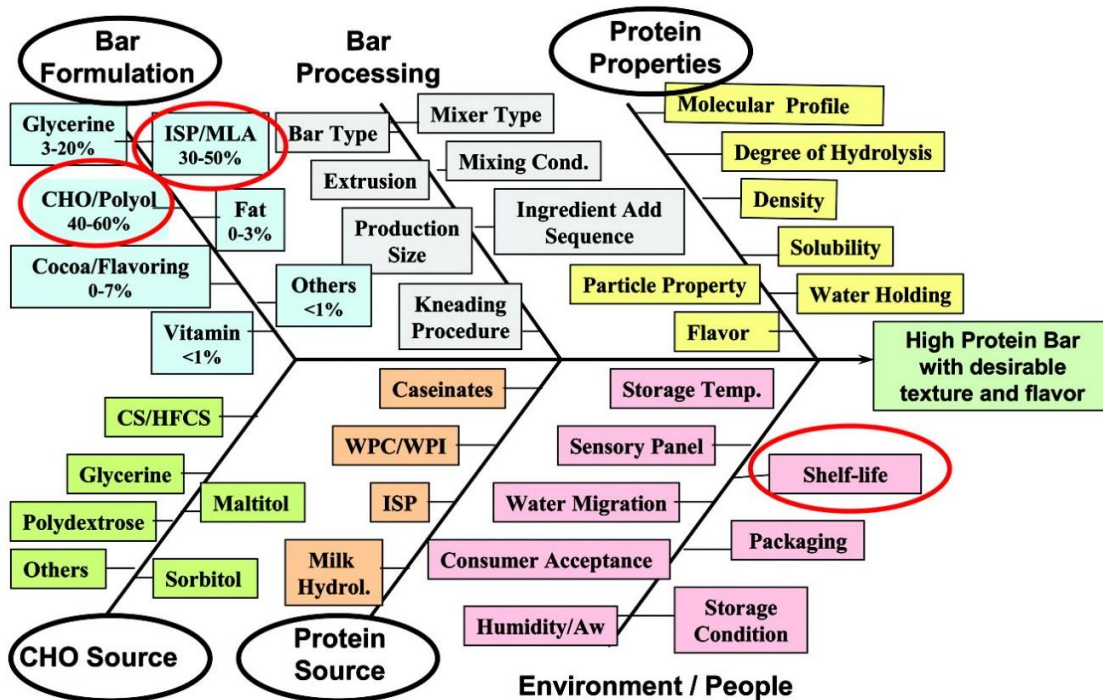 Bar
Formulation
Bar
Processing
Protein
Properties
Glycerine
3-20%
ISP/MLA
30-50%
CHO/Polyol
40-60%
Fat
0-3%
Cocoa/Flavoring
0-7%
Others
<1%
Vitamin
<1%
Bar Type
Mixer Type
Extrusion
Mixing Cond.
Production
Size
Ingredient Add
Sequence
Kneading
Procedure
Molecular Profile
Degree of Hydrolysis
Density
Solubility
Particle Property
Water Holding
Flavor
High Protein Bar
with desirable
texture and flavor
CS/HFCS
Glycerine
Maltitol
Polydextrose
Others
Sorbitol
CHO Source
Caseinates
WPC/WPI
ISP
Milk
Hydrol.
Protein
Source
Storage Temp.
Sensory Panel
Shelf-life
Water Migration
Packaging
Consumer Acceptance
Humidity/Aw
Storage
Condition
Environment / People